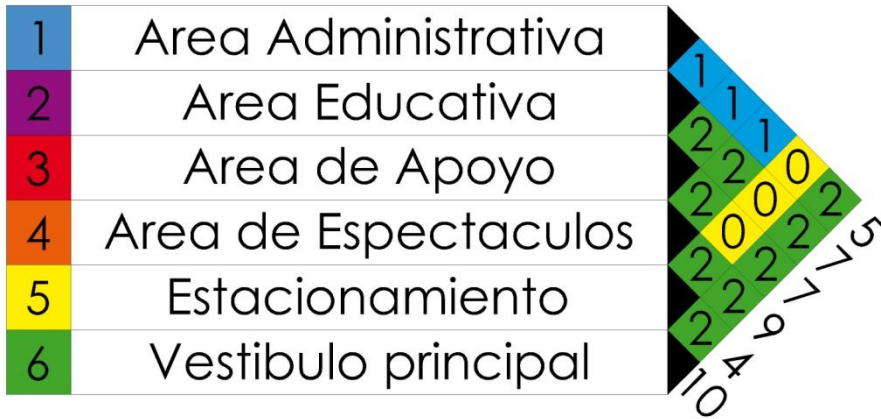 1 Area Administrativa
2 Area Educativa
3 Area de Apoyo
4 Area de Espectaculos
5 Estacionamiento
6 Vestibulo principal
1 1 1 0 2 5
2 2 0 2 7
2 0 2 7
2 2 9
2 4
10